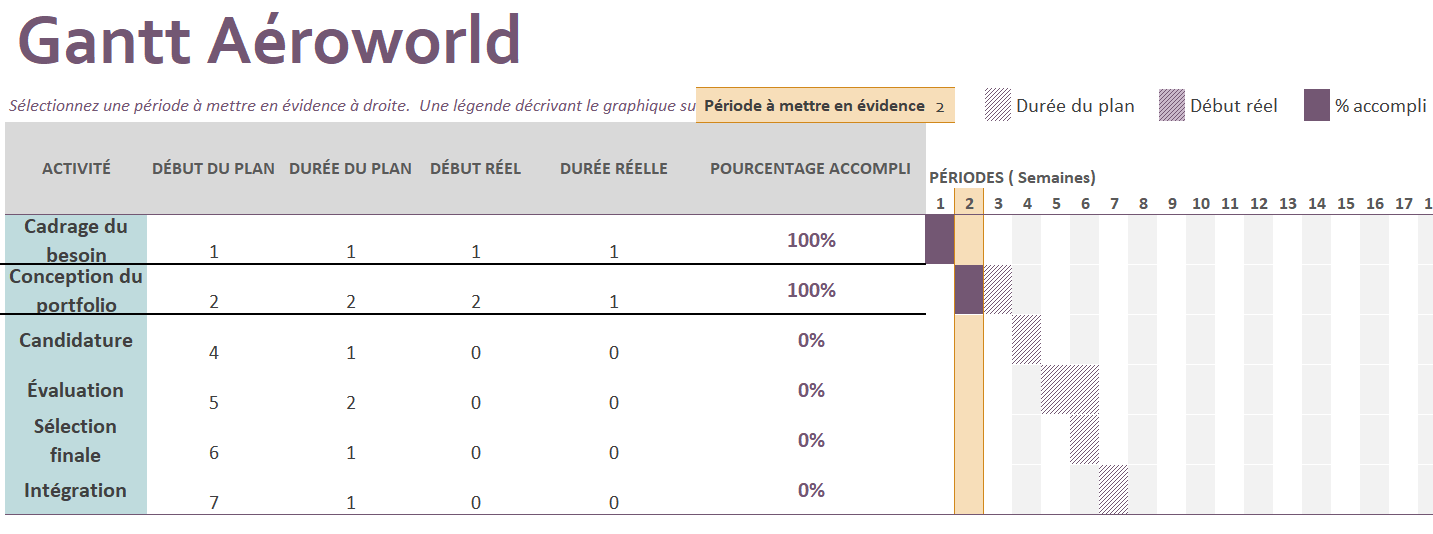 Gantt Aéroworld
Sélectionnez une période à mettre en évidence à droite.  Une légende décrivant le graphique su Période à mettre en évidence 2 Durée du plan Début réel % accompli
ACTIVITÉ DÉBUT DU PLAN DURÉE DU PLAN DÉBUT RÉEL DURÉE RÉELLE POURCENTAGE ACCOMPLI PÉRIODES ( Semaines)
1 2 3 4 5 6 7 8 9 10 11 12 13 14 15 16 17 1
Cadrage du
besoin 1 1 1 1 100%
Conception du
portfolio 2 2 2 1 100%
Candidature 4 1 0 0 0%
Évaluation 5 2 0 0 0%
Sélection
finale 6 1 0 0 0%
Intégration 7 1 0 0 0%